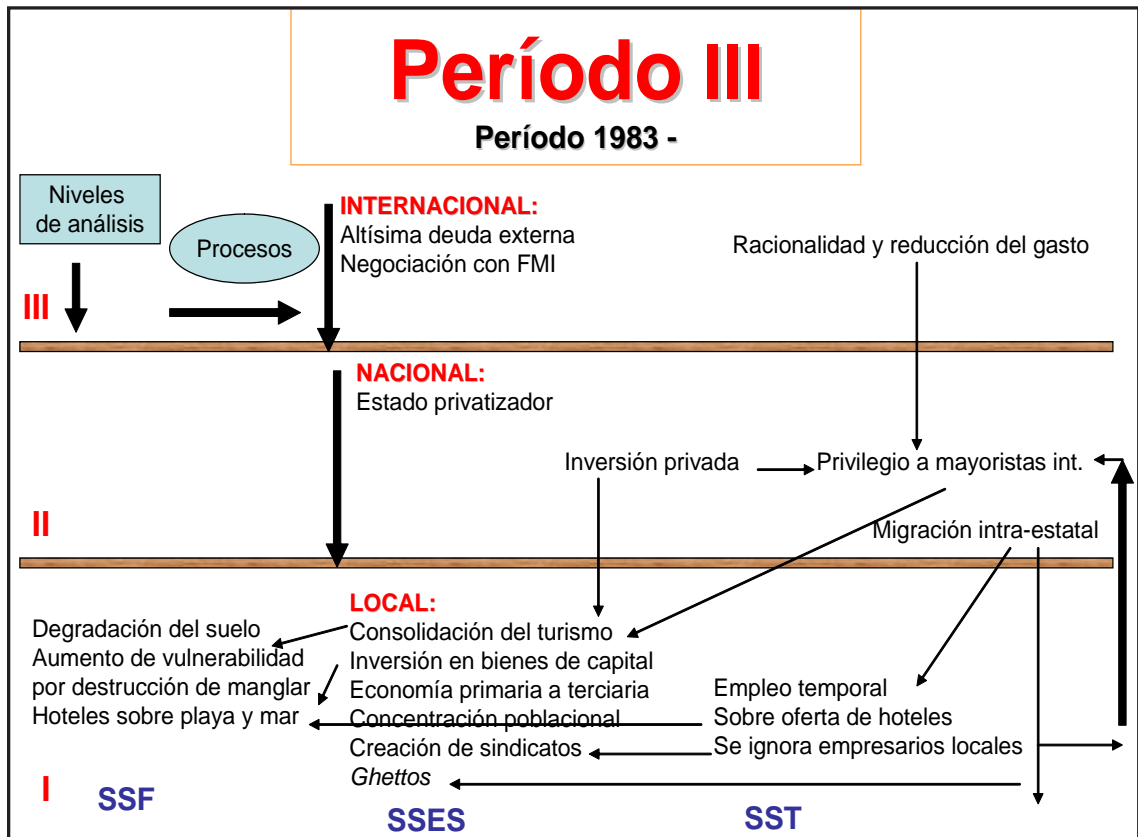 Período III
Período 1983 -
Niveles
de análisis
Procesos
INTERNACIONAL:
Altísima deuda externa
Negociación con FMI
Racionalidad y reducción del gasto
III
NACIONAL:
Estado privatizador
Inversión privada
Privilegio a mayoristas int.
II
Migración intra-estatal
LOCAL:
Consolidación del turismo
Inversión en bienes de capital
Economía primaria a terciaria
Concentración poblacional
Creación de sindicatos
Ghettos
Degradación del suelo
Aumento de vulnerabilidad
por destrucción de manglar
Hoteles sobre playa y mar
Empleo temporal
Sobre oferta de hoteles
Se ignora empresarios locales
I
SSF
SSES
SST